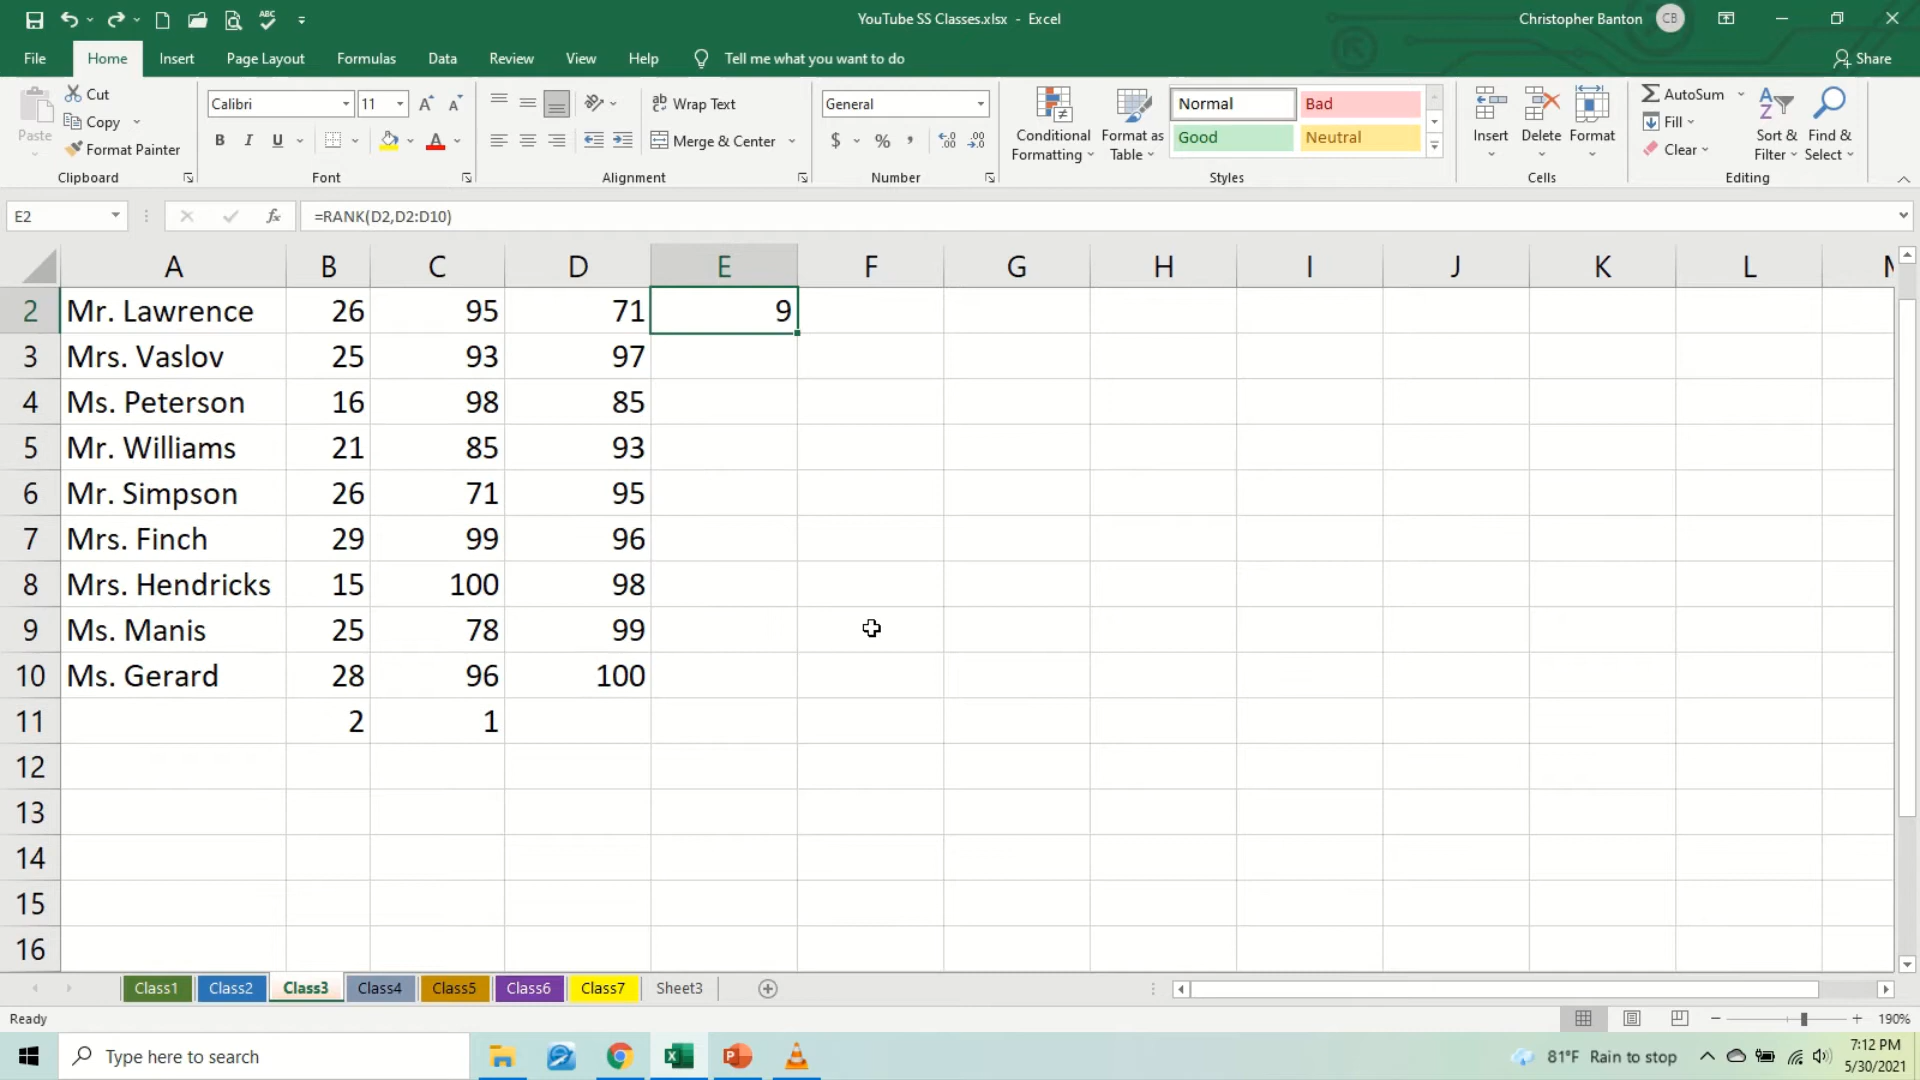 YouTube SS Classes.xlsx - Excel
Christopher Banton CB
File Home Insert Page Layout Formulas Data Review View Help Tell me what you want to do Share
Paste Cut Copy Format Painter Clipboard
Calibri 11 B I U A Font
ab Wrap Text Merge & Center Alignment
General $ % , Number
Conditional Formatting Format as Table
Normal Bad
Good Neutral
Styles
Insert Delete Format Cells
AutoSum Fill Clear Sort & Filter Find & Select Editing
E2 fx =RANK(D2,D2:D10)
A B C D E F G H I J K L
2 Mr. Lawrence 26 95 71 9
3 Mrs. Vaslov 25 93 97
4 Ms. Peterson 16 98 85
5 Mr. Williams 21 85 93
6 Mr. Simpson 26 71 95
7 Mrs. Finch 29 99 96
8 Mrs. Hendricks 15 100 98
9 Ms. Manis 25 78 99
10 Ms. Gerard 28 96 100
11 2 1
12
13
14
15
16
Class1 Class2 Class3 Class4 Class5 Class6 Class7 Sheet3
Ready 190%
Type here to search 81°F Rain to stop 7:12 PM
5/30/2021